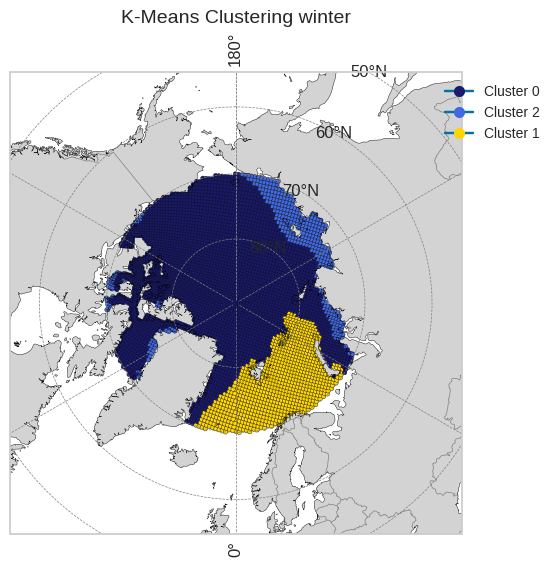 K-Means Clustering winter
180°
50°N
Cluster 0
Cluster 2
Cluster 1
60°N
70°N
0°